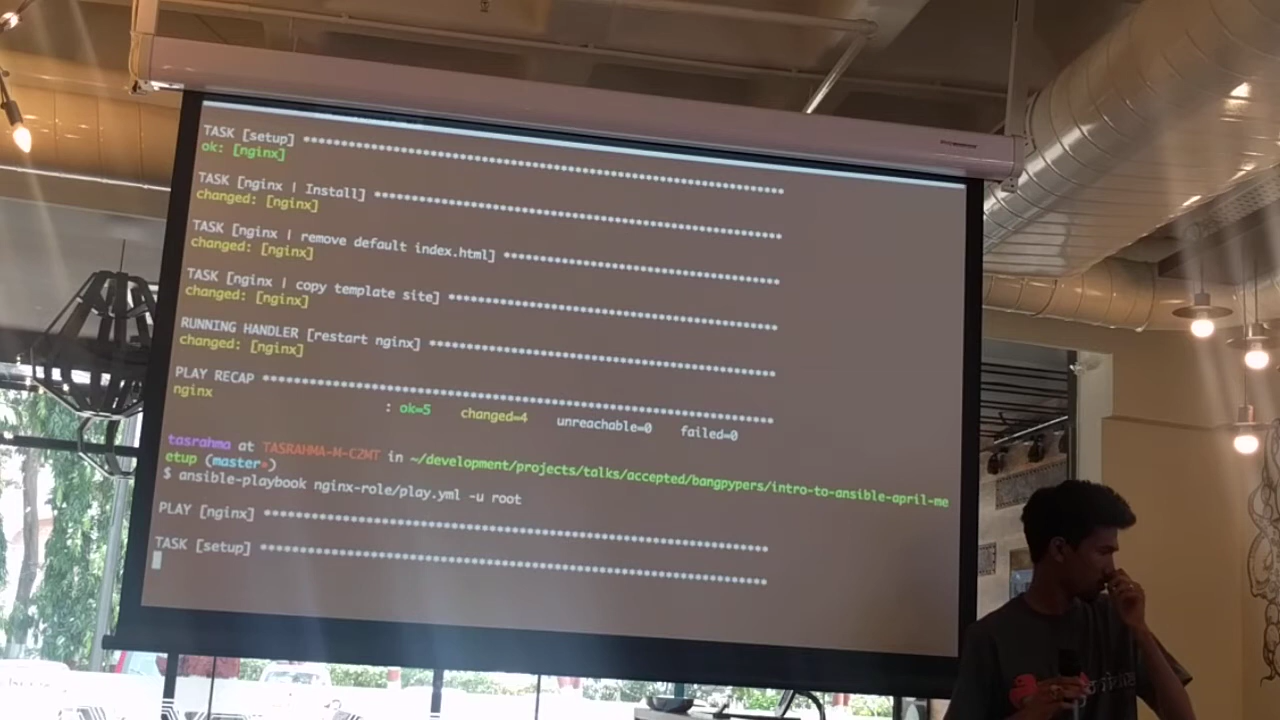 TASK [setup] ************************************************************
ok: [nginx]
TASK [nginx | Install] ***************************************************
changed: [nginx]
TASK [nginx | remove default index.html] **********************************
changed: [nginx]
TASK [nginx | copy template site] *****************************************
changed: [nginx]
RUNNING HANDLER [restart nginx] *******************************************
changed: [nginx]
PLAY RECAP ***************************************************************
nginx : ok=5 changed=4 unreachable=0 failed=0
tasrahma at TASRAHMA-M-C2MT in ~/development/projects/talks/accepted/bangpypers/intro-to-ansible-april-me
etup (master*)
$ ansible-playbook nginx-role/play.yml -u root
PLAY [nginx] *************************************************************
TASK [setup] *************************************************************